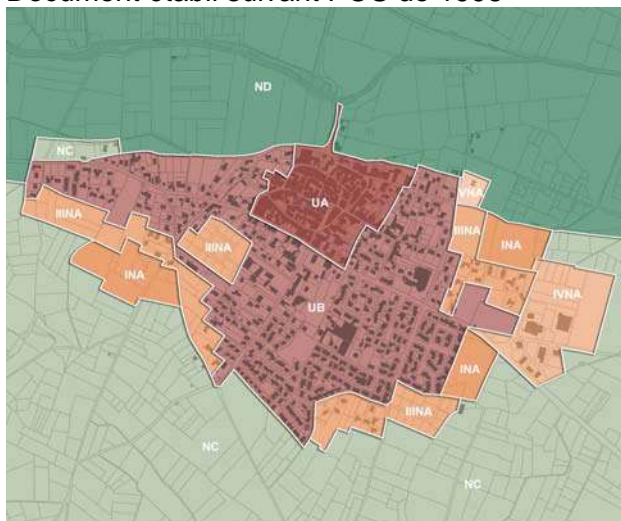 Document établi suivant POS de
ND
NC
UA
VNA
IIINA
IIINA
INA
IIINA
INA
IVNA
UB
INA
IIINA
NC
NC